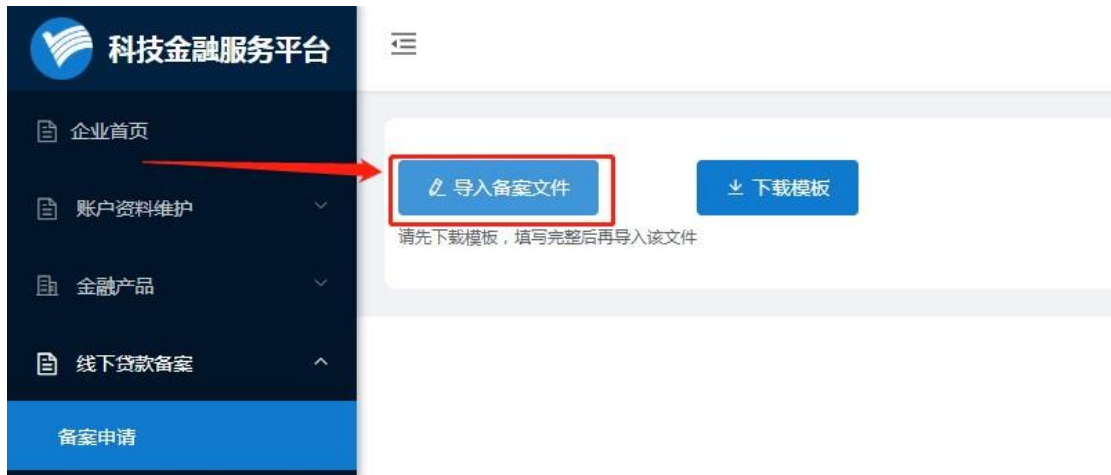 科技金融服务平台
企业首页
账户资料维护
金融产品
线下贷款备案
备案申请
导入备案文件
下载模板
请先下载模板，填写完整后再导入该文件